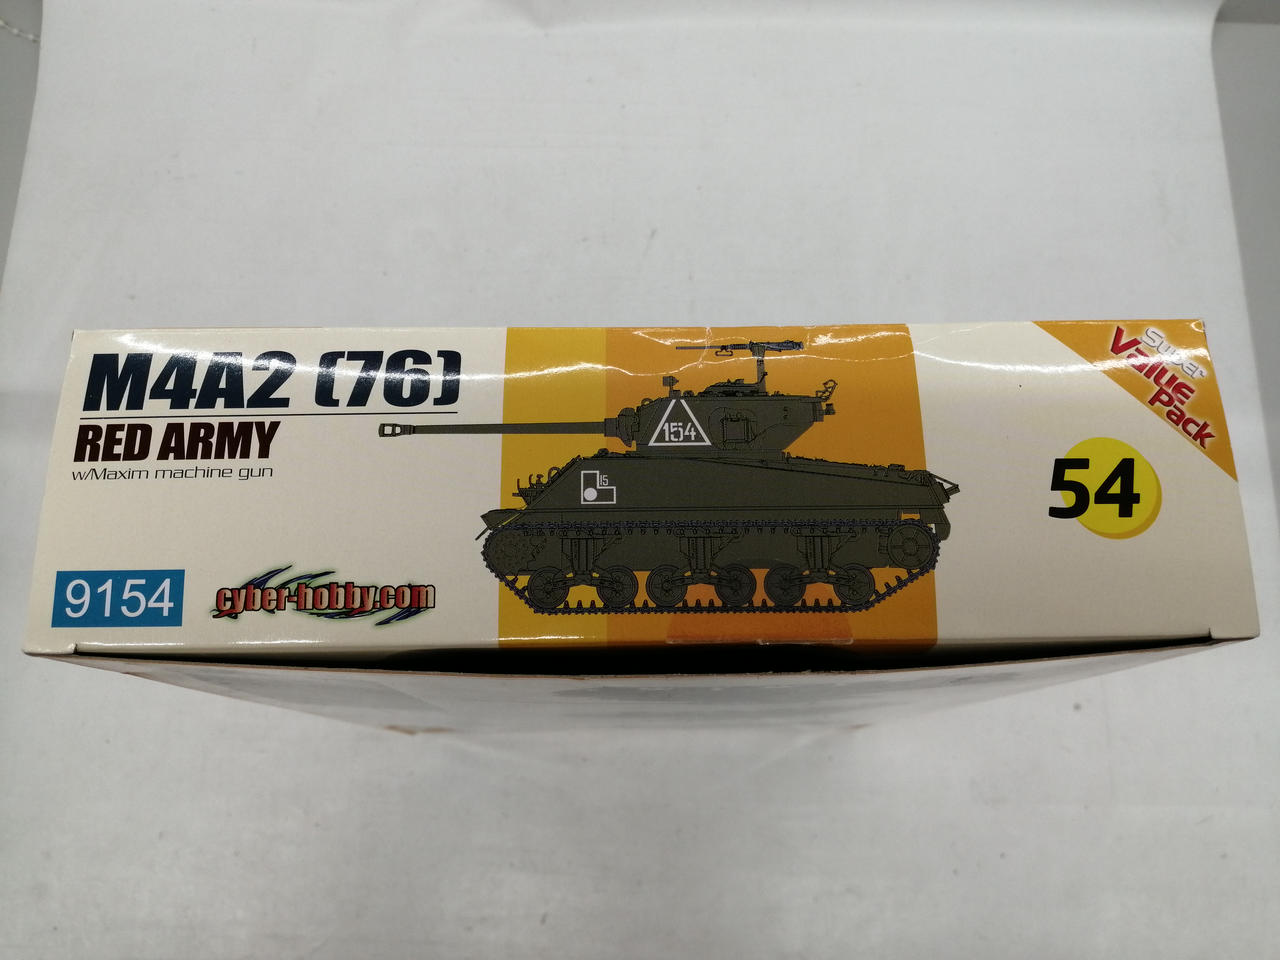 M4A2 (76)
RED ARMY
w/Maxim machine gun
9154
cyber-hobby.com
154
15
54
Super
Value
Pack